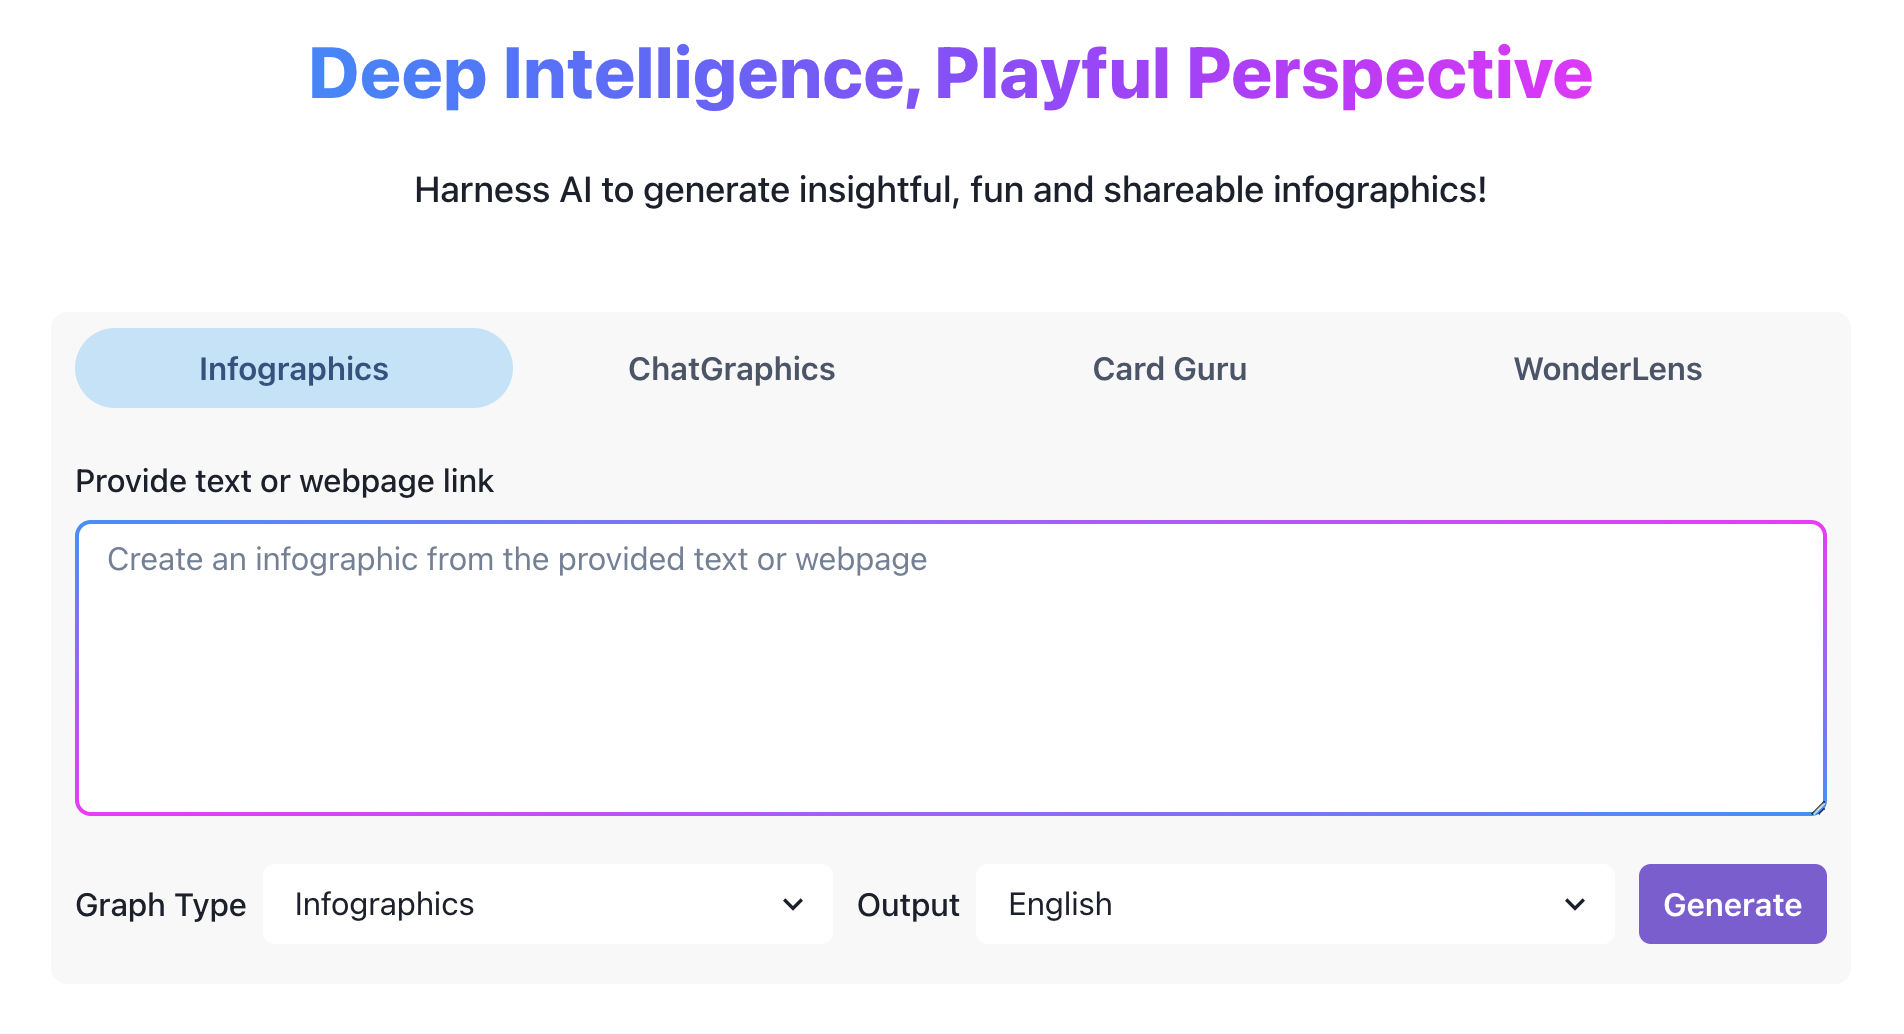 Deep Intelligence, Playful Perspective
Harness AI to generate insightful, fun and shareable infographics!
Infographics
ChatGraphics
Card Guru
WonderLens
Provide text or webpage link
Create an infographic from the provided text or webpage
Graph Type
Infographics
Output
English
Generate